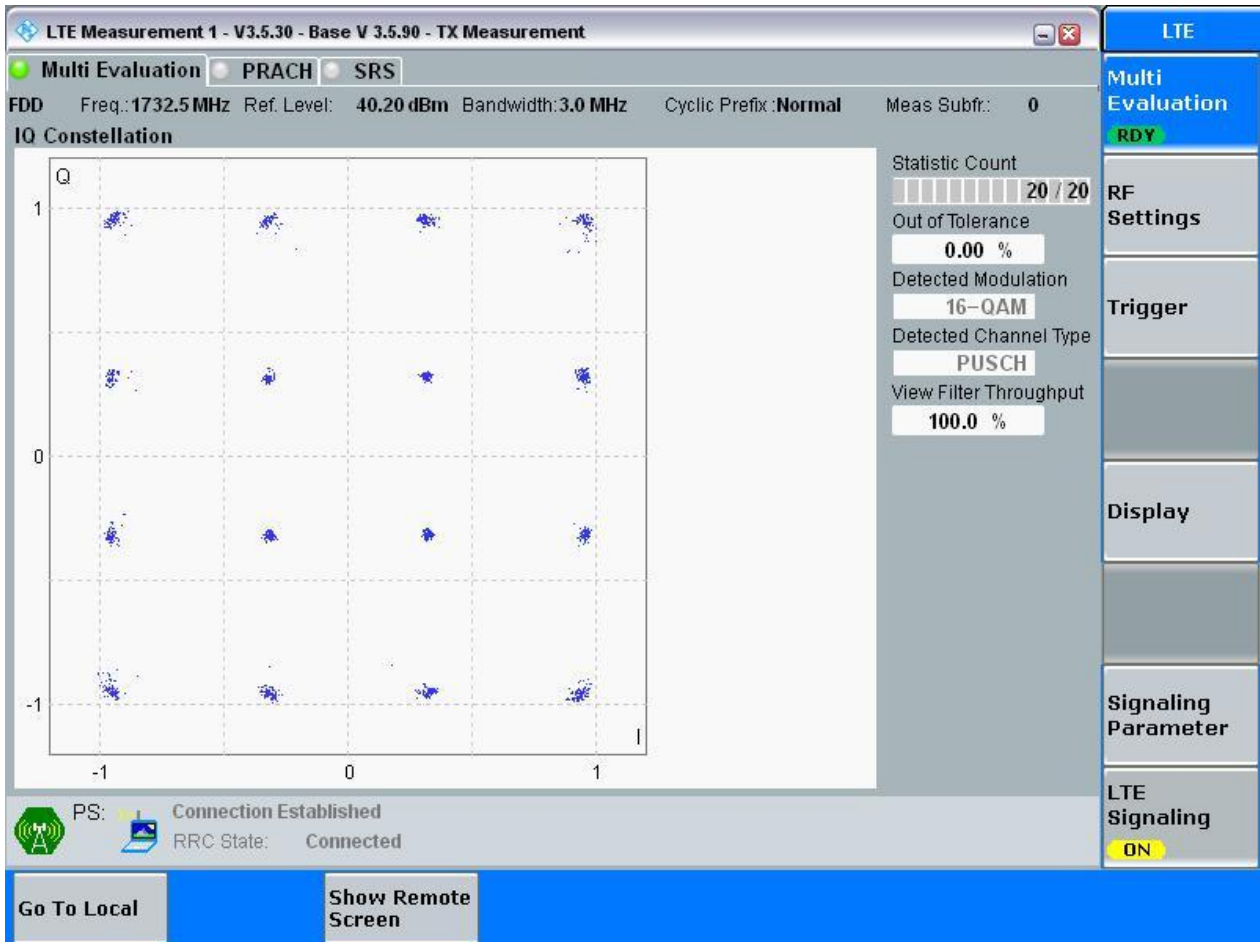 LTE Measurement 1 - V3.5.30 - Base V 3.5.90 - TX Measurement
LTE
Multi Evaluation PRACH SRS
Multi
Evaluation
RDY
FDD Freq.: 1732.5 MHz Ref. Level: 40.20 dBm Bandwidth: 3.0 MHz Cyclic Prefix : Normal Meas Subfr.: 0
IQ Constellation
Q
1
0
-1
-1 0 1
I
Statistic Count
20 / 20
Out of Tolerance
0.00 %
Detected Modulation
16-QAM
Detected Channel Type
PUSCH
View Filter Throughput
100.0 %
RF
Settings
Trigger
Display
Signaling
Parameter
LTE
Signaling
ON
PS: Connection Established
RRC State: Connected
Go To Local
Show Remote
Screen